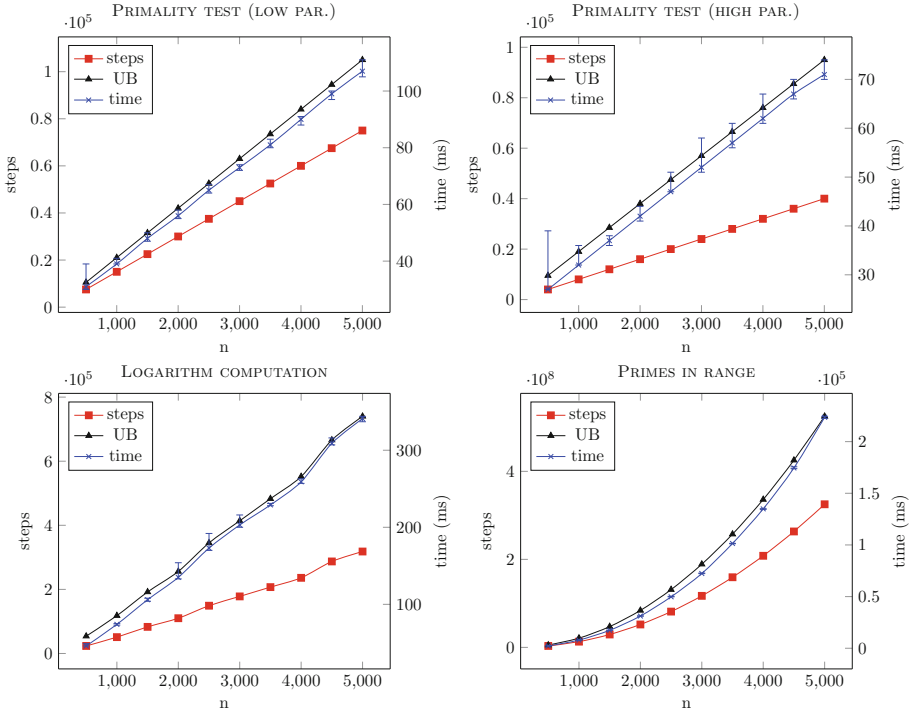 PRIMALITY TEST (LOW PAR.)
·10^5
steps
UB
time
1
0.8
0.6
0.4
0.2
0
steps
100
80
60
40
time (ms)
1,000 2,000 3,000 4,000 5,000
n
PRIMALITY TEST (HIGH PAR.)
·10^5
steps
UB
time
1
0.8
0.6
0.4
0.2
0
steps
70
60
50
40
30
time (ms)
1,000 2,000 3,000 4,000 5,000
n
LOGARITHM COMPUTATION
·10^5
steps
UB
time
8
6
4
2
0
steps
300
200
100
time (ms)
1,000 2,000 3,000 4,000 5,000
n
PRIMES IN RANGE
·10^8
·10^5
steps
UB
time
4
2
0
steps
2
1.5
1
0.5
0
time (ms)
1,000 2,000 3,000 4,000 5,000
n